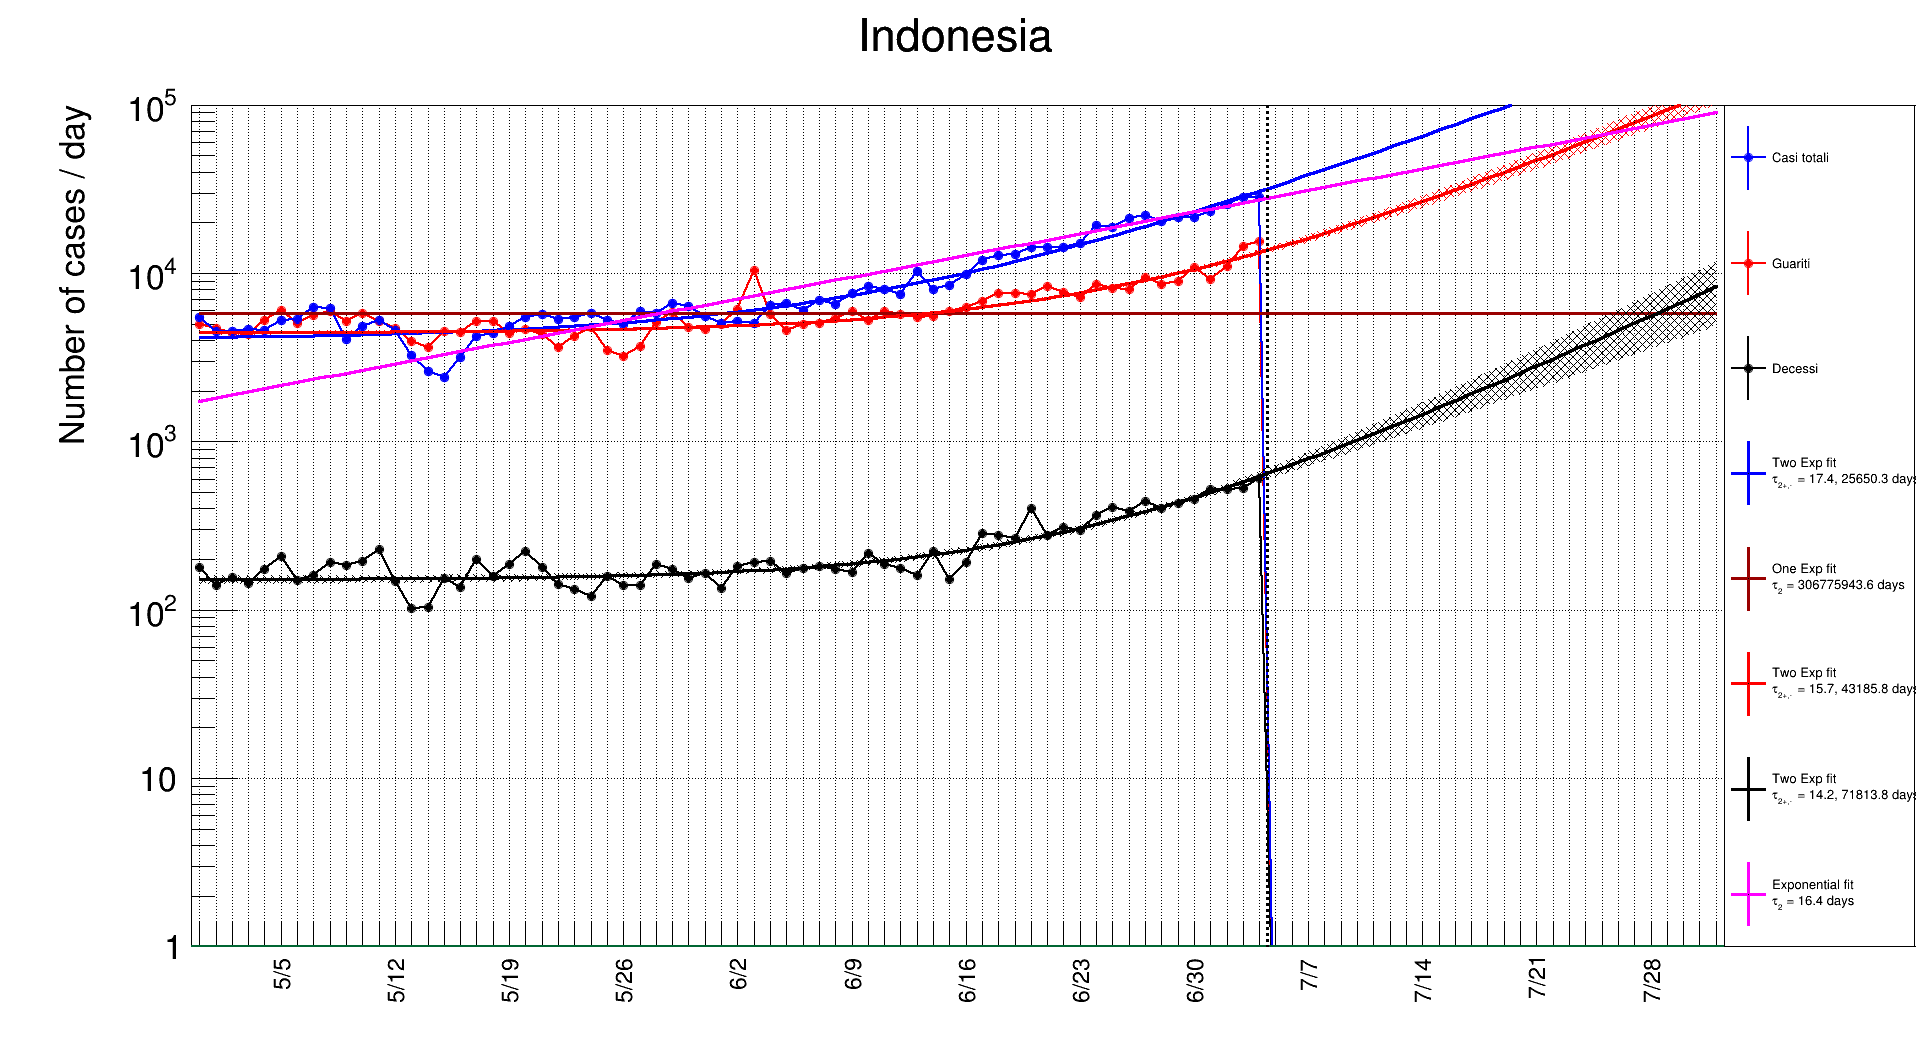 Indonesia
Number of cases / day
10^5
10^4
10^3
10^2
10
1
5/5
5/12
5/19
5/26
6/2
6/9
6/16
6/23
6/30
7/7
7/14
7/21
7/28
Casi totali
Guariti
Decessi
Two Exp fit
τ2+,- = 17.4, 25650.3 days
One Exp fit
τ2 = 306775943.6 days
Two Exp fit
τ2+,- = 15.7, 43185.8 days
Two Exp fit
τ2+,- = 14.2, 71813.8 days
Exponential fit
τ2 = 16.4 days